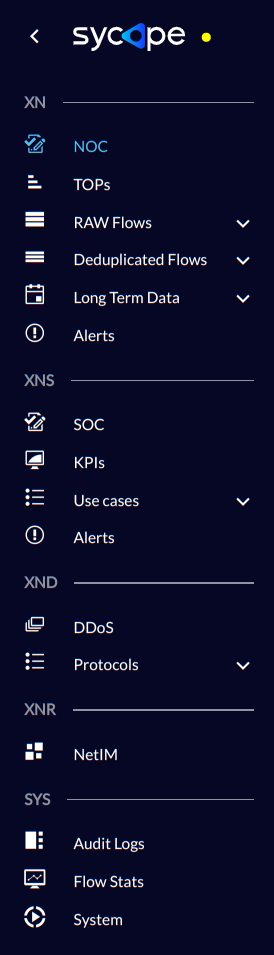 sycope
XN
NOC
TOPs
RAW Flows
Deduplicated Flows
Long Term Data
Alerts
XNS
SOC
KPIs
Use cases
Alerts
XND
DDoS
Protocols
XNR
NetIM
SYS
Audit Logs
Flow Stats
System